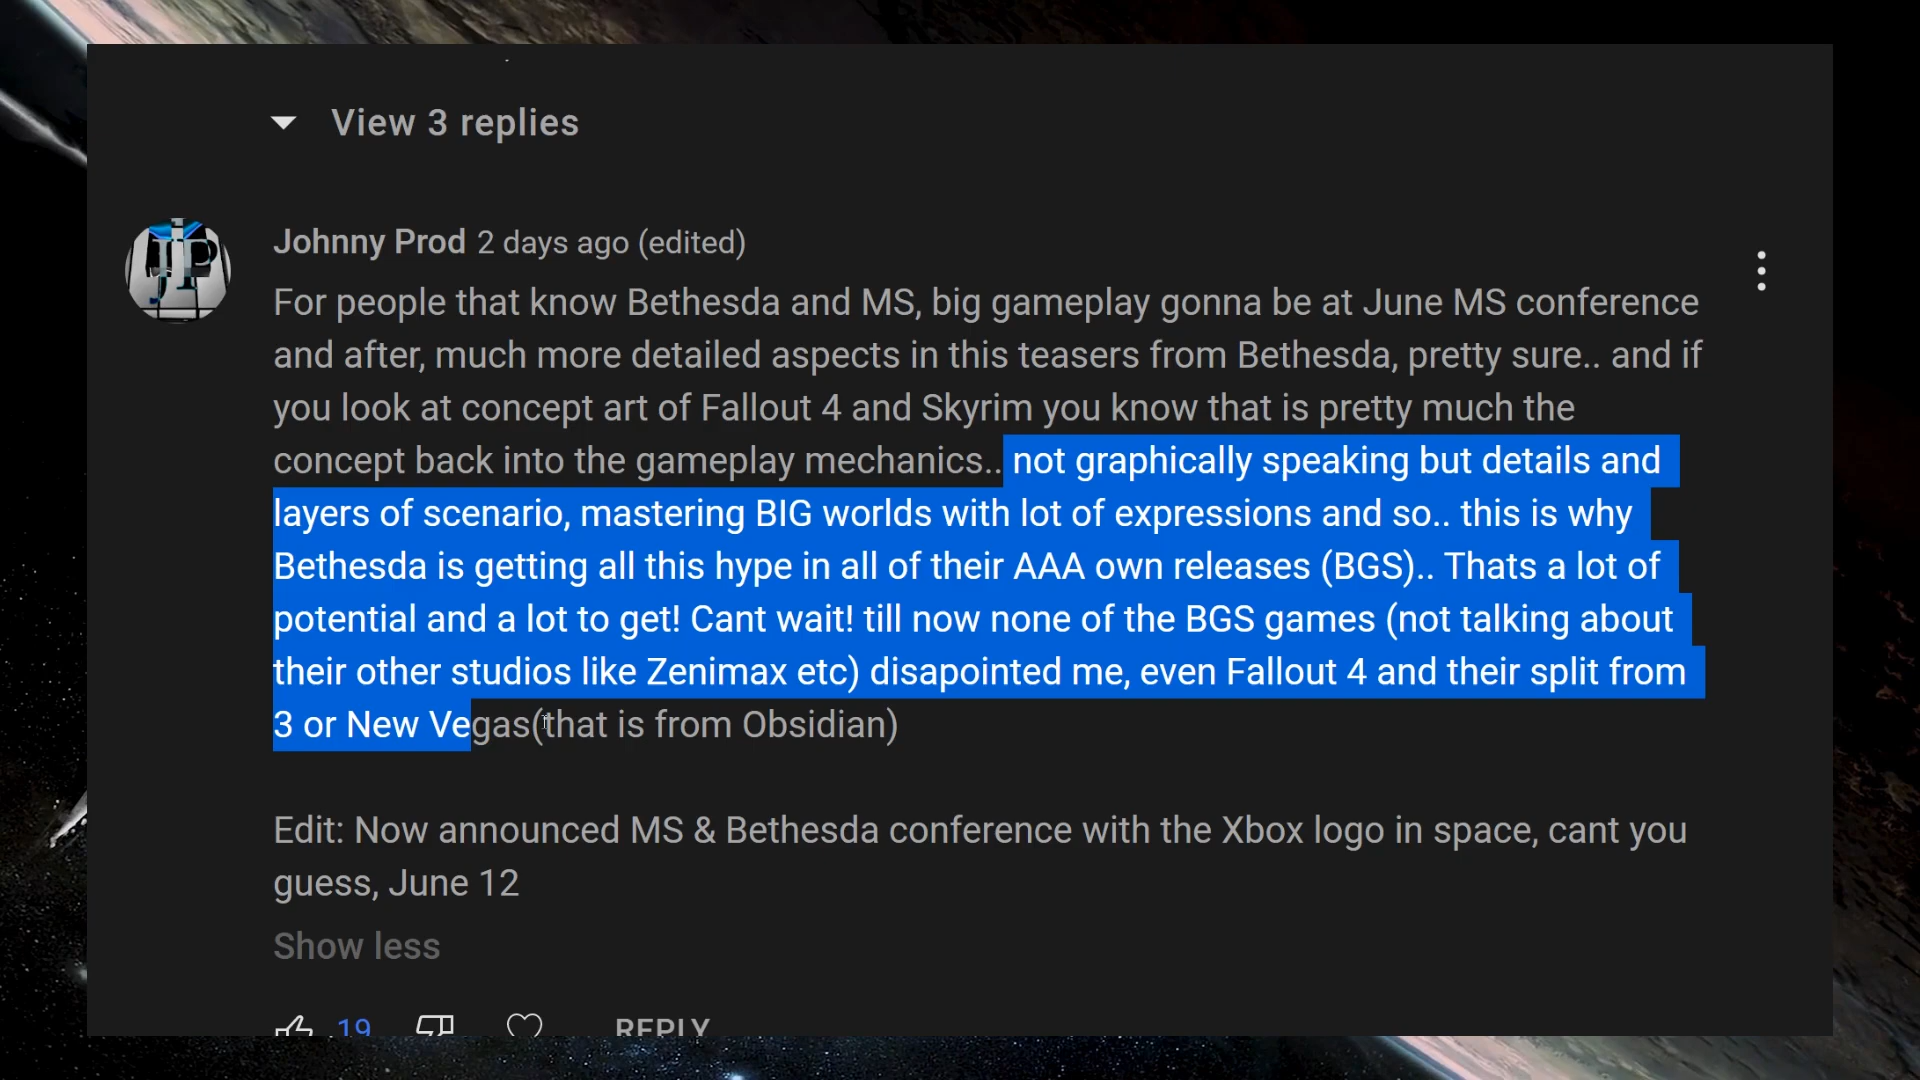 View 3 replies
Johnny Prod 2 days ago (edited)
For people that know Bethesda and MS, big gameplay gonna be at June MS conference
and after, much more detailed aspects in this teasers from Bethesda, pretty sure.. and if
you look at concept art of Fallout 4 and Skyrim you know that is pretty much the
concept back into the gameplay mechanics.. not graphically speaking but details and
layers of scenario, mastering BIG worlds with lot of expressions and so.. this is why
Bethesda is getting all this hype in all of their AAA own releases (BGS).. Thats a lot of
potential and a lot to get! Cant wait! till now none of the BGS games (not talking about
their other studios like Zenimax etc) disapointed me, even Fallout 4 and their split from
3 or New Vegas(that is from Obsidian)
Edit: Now announced MS & Bethesda conference with the Xbox logo in space, cant you
guess, June 12
Show less
19 REPLY
JP